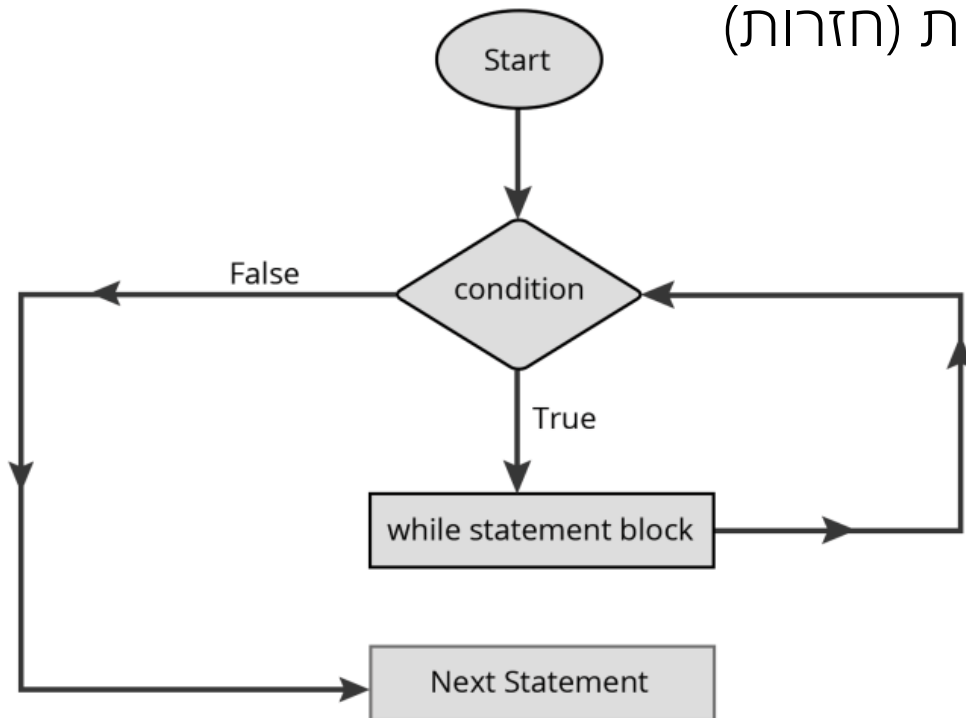 ת (חזרות)
Start
condition
False
True
while statement block
Next Statement